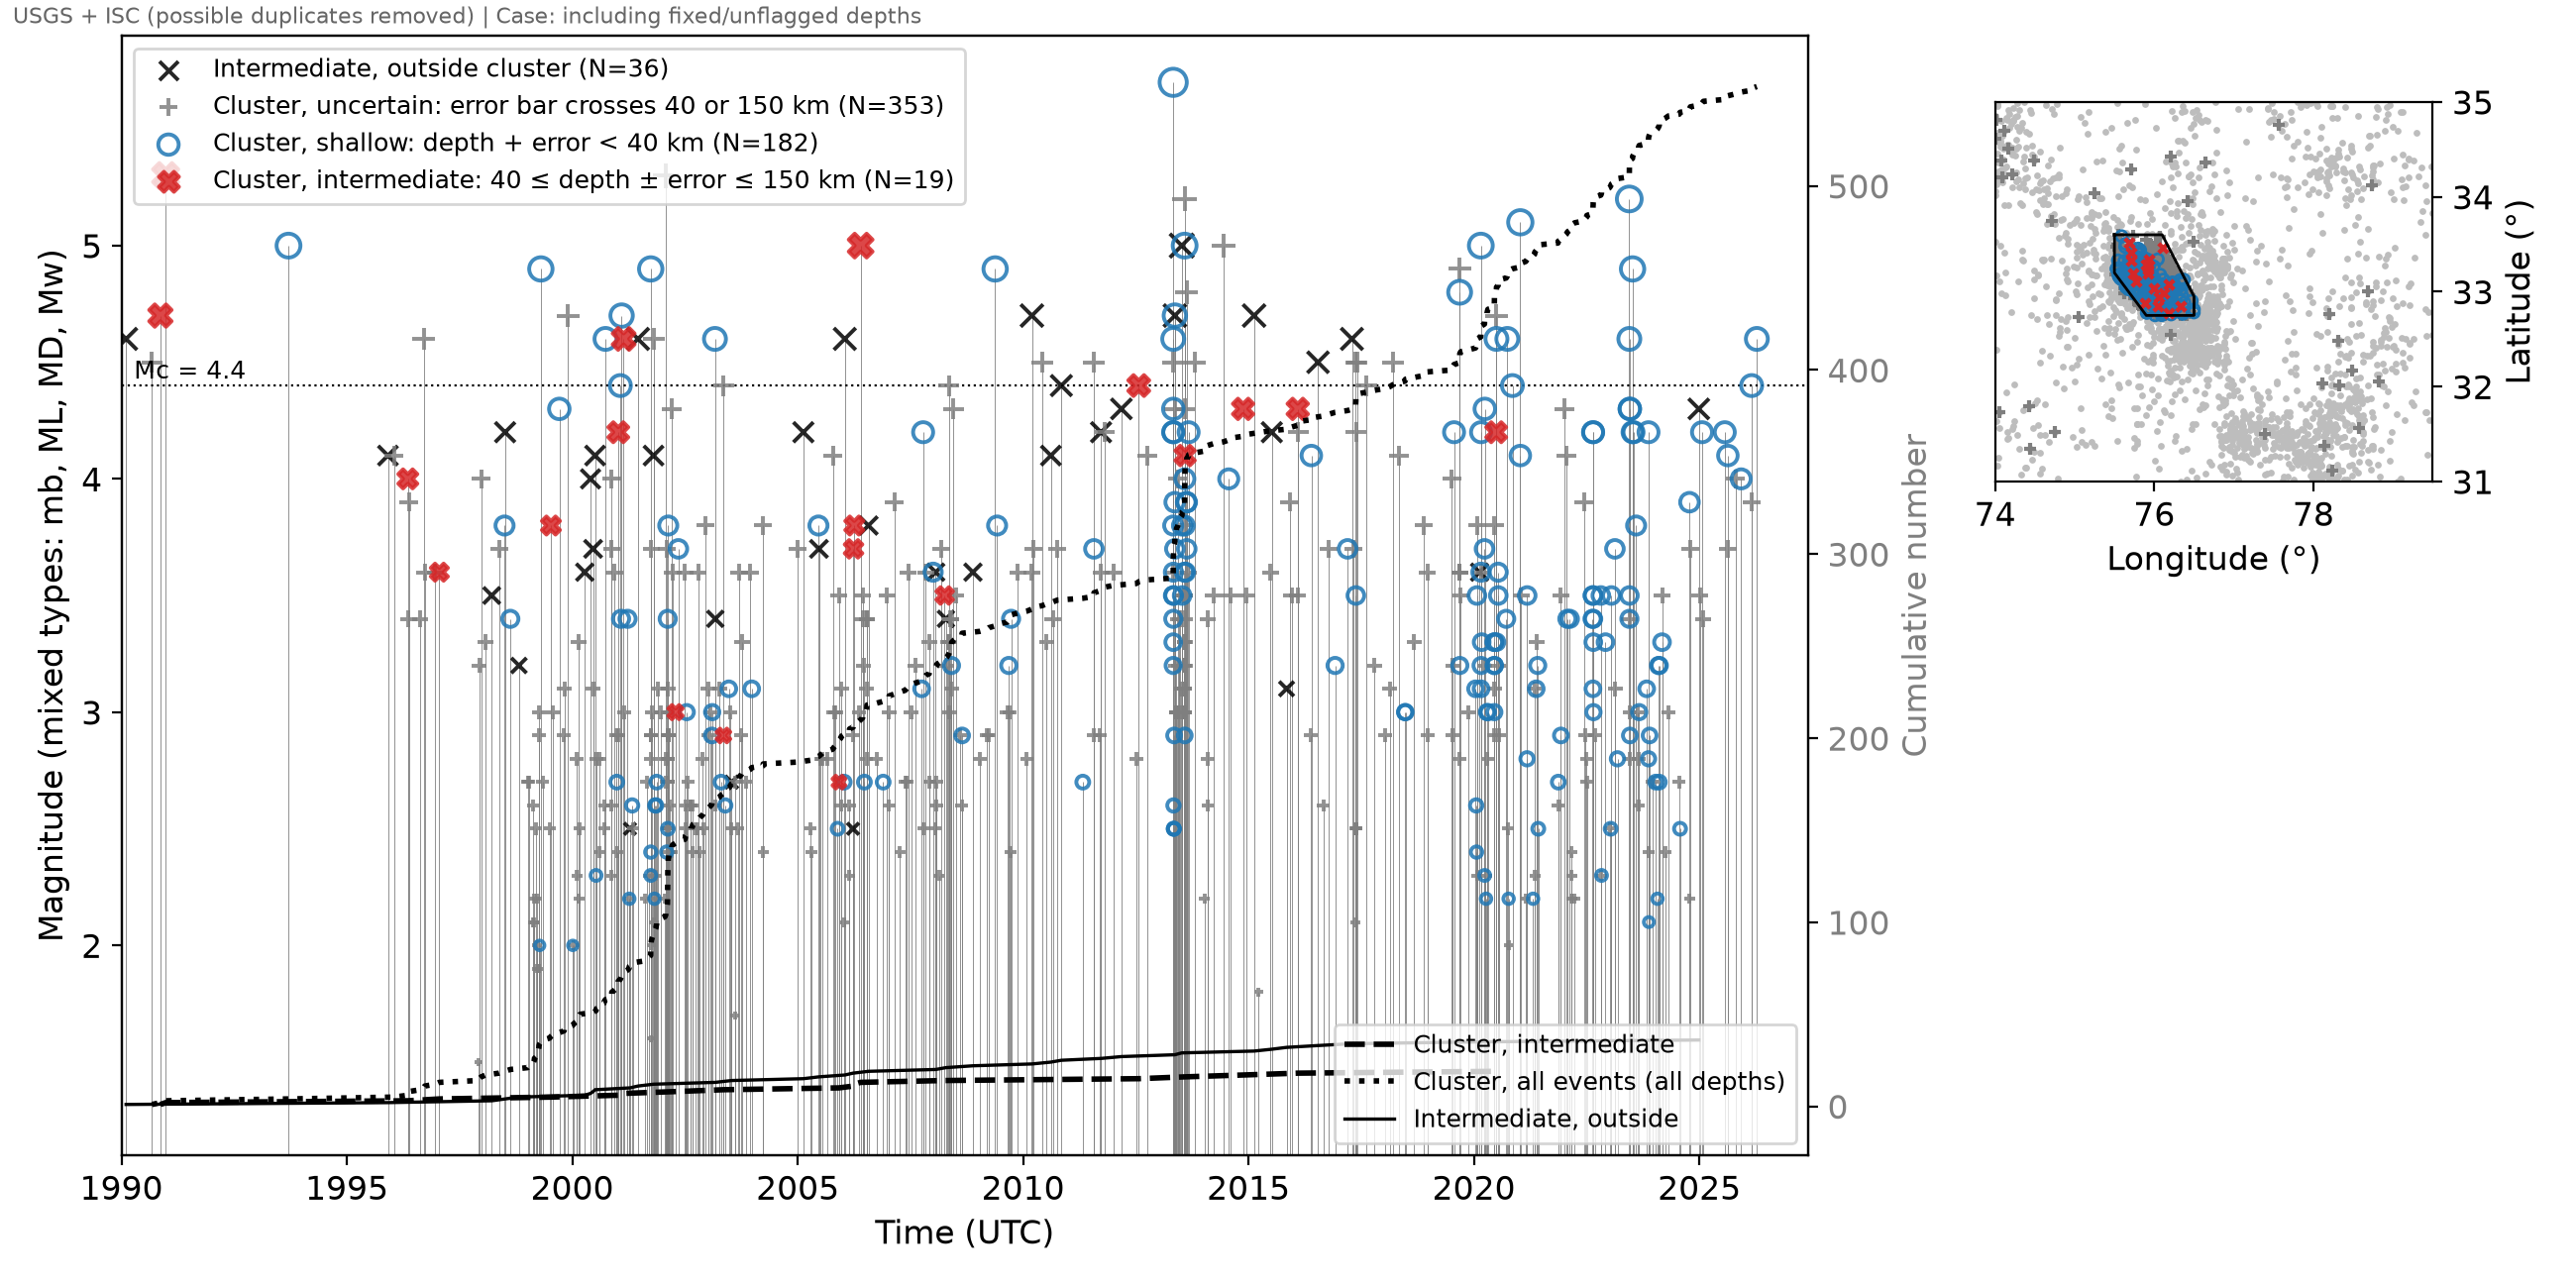 USGS + ISC (possible duplicates removed) | Case: including fixed/unflagged depths
Intermediate, outside cluster (N=36)
Cluster, uncertain: error bar crosses 40 or 150 km (N=353)
Cluster, shallow: depth + error < 40 km (N=182)
Cluster, intermediate: 40 ≤ depth ± error ≤ 150 km (N=19)
Mc = 4.4
Magnitude (mixed types: mb, ML, MD, Mw)
5
4
3
2
500
400
300
200
100
0
Cumulative number
Cluster, intermediate
Cluster, all events (all depths)
Intermediate, outside
1990 1995 2000 2005 2010 2015 2020 2025
Time (UTC)
35
34
33
32
31
Latitude (°)
74 76 78
Longitude (°)